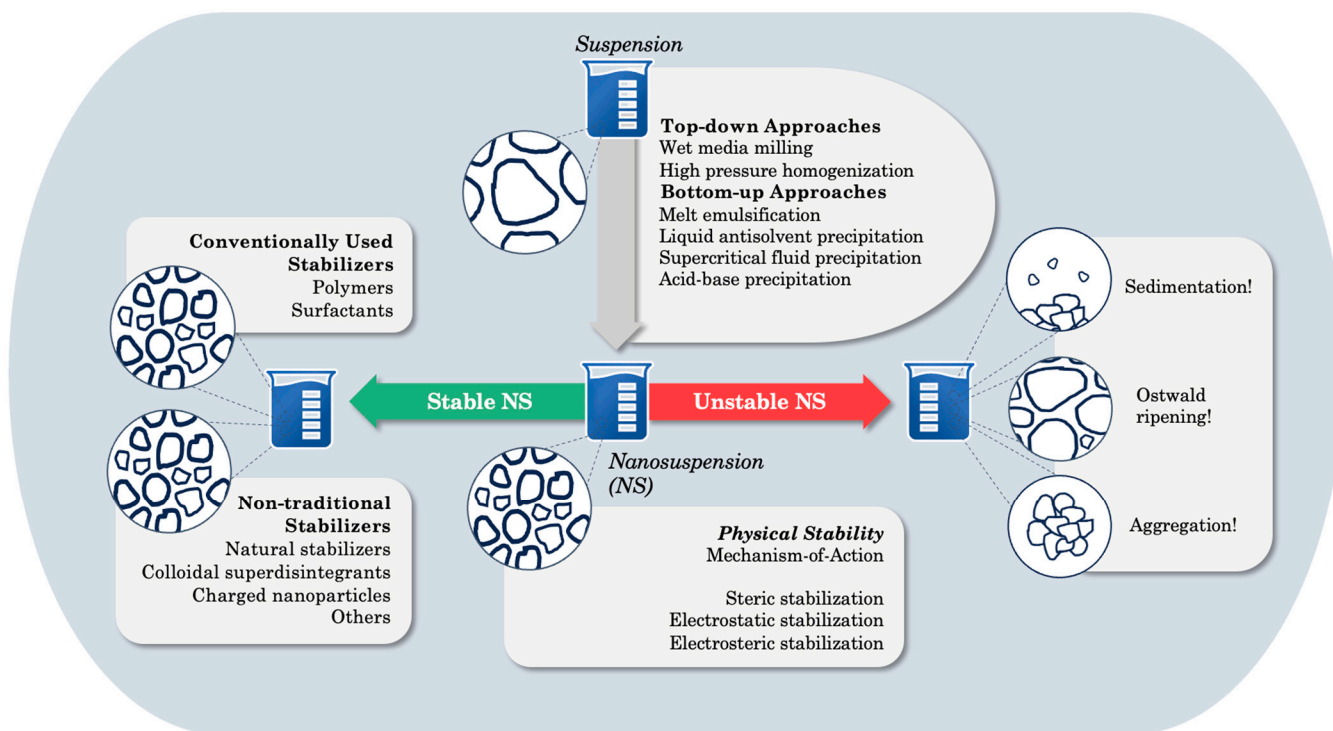 Suspension
Top-down Approaches
Wet media milling
High pressure homogenization
Bottom-up Approaches
Melt emulsification
Liquid antisolvent precipitation
Supercritical fluid precipitation
Acid-base precipitation
Conventionally Used
Stabilizers
Polymers
Surfactants
Stable NS
Unstable NS
Nanosuspension
(NS)
Sedimentation!
Ostwald
ripening!
Aggregation!
Non-traditional
Stabilizers
Natural stabilizers
Colloidal superdisintegrants
Charged nanoparticles
Others
Physical Stability
Mechanism-of-Action
Steric stabilization
Electrostatic stabilization
Electrosteric stabilization